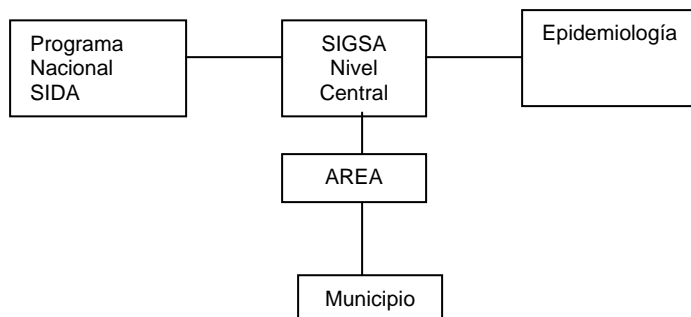 Programa
Nacional
SIDA
SIGSA
Nivel
Central
Epidemiología
AREA
Municipio